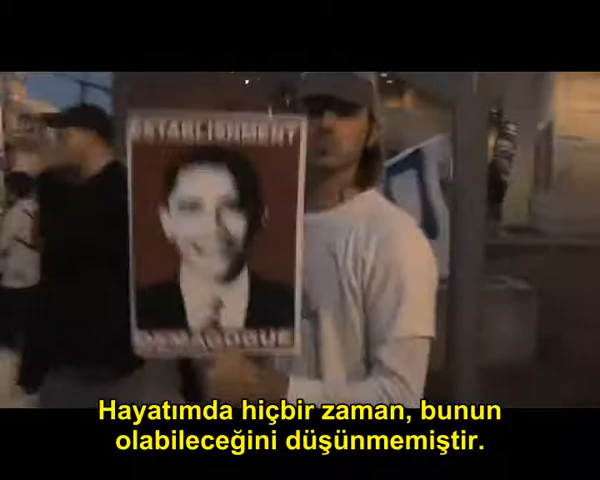 ESTABLISHMENT
DEMAGOGUE
Hayatımda hiçbir zaman, bunun
olabileceğini düşünmemiştir.